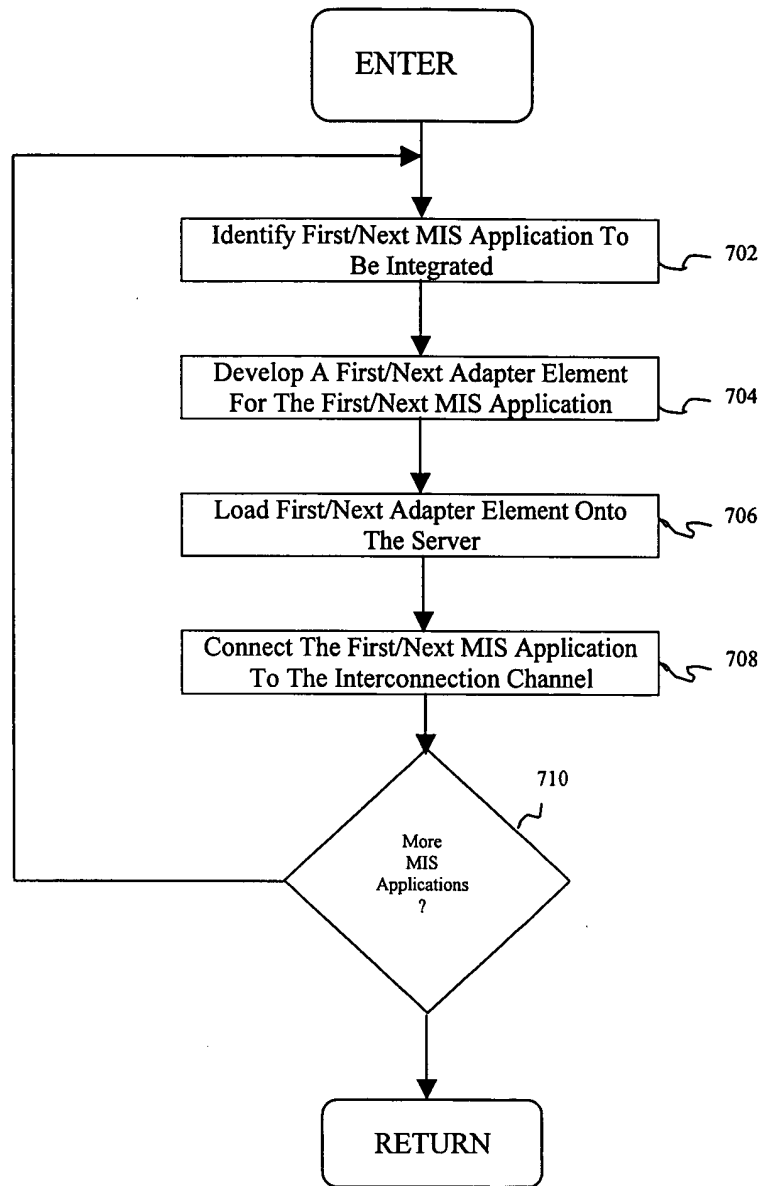 ENTER
Identify First/Next MIS Application To
Be Integrated
702
Develop A First/Next Adapter Element
For The First/Next MIS Application
704
Load First/Next Adapter Element Onto
The Server
706
Connect The First/Next MIS Application
To The Interconnection Channel
708
710
More
MIS
Applications
?
RETURN